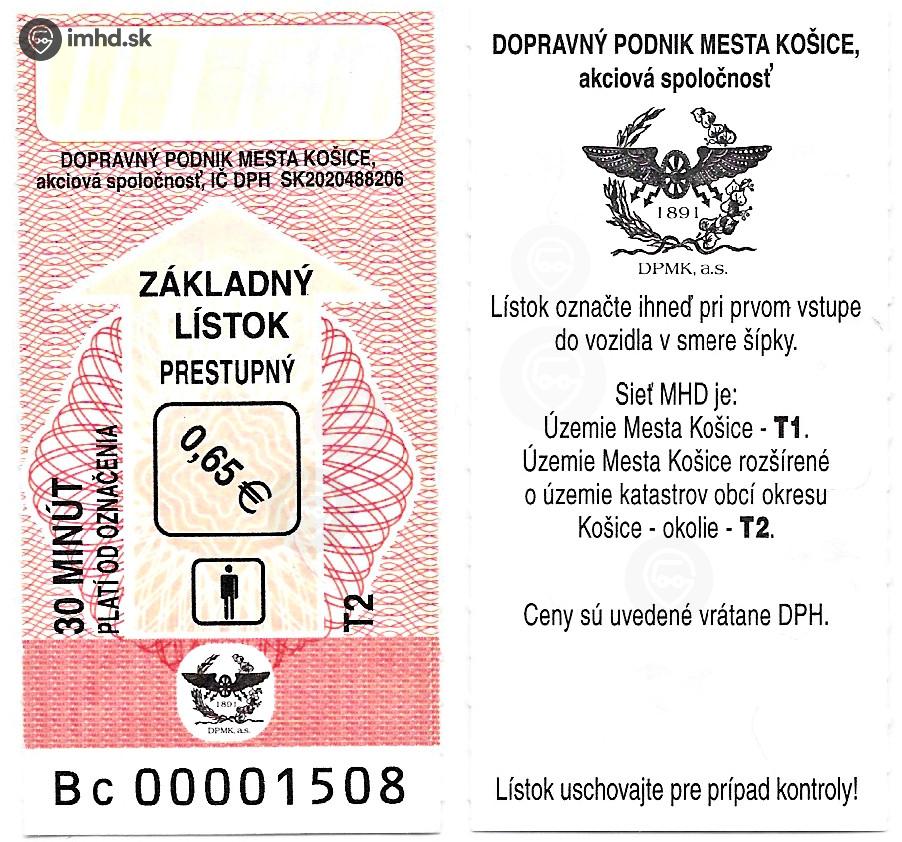 imhd.sk
DOPRAVNÝ PODNIK MESTA KOŠICE,
akciová spoločnosť, IČ DPH SK2020488206
ZÁKLADNÝ
LÍSTOK
PRESTUPNÝ
0,65 €
30 MINÚT
PLATÍ OD OZNAČENIA
T2
1891
DPMK, a.s.
Bc 00001508
DOPRAVNÝ PODNIK MESTA KOŠICE,
akciová spoločnosť
1891
DPMK, a.s.
Lístok označte ihneď pri prvom vstupe
do vozidla v smere šípky.
Sieť MHD je:
Územie Mesta Košice - T1.
Územie Mesta Košice rozšírené
o územie katastrov obcí okresu
Košice - okolie - T2.
Ceny sú uvedené vrátane DPH.
Lístok uschovajte pre prípad kontroly!